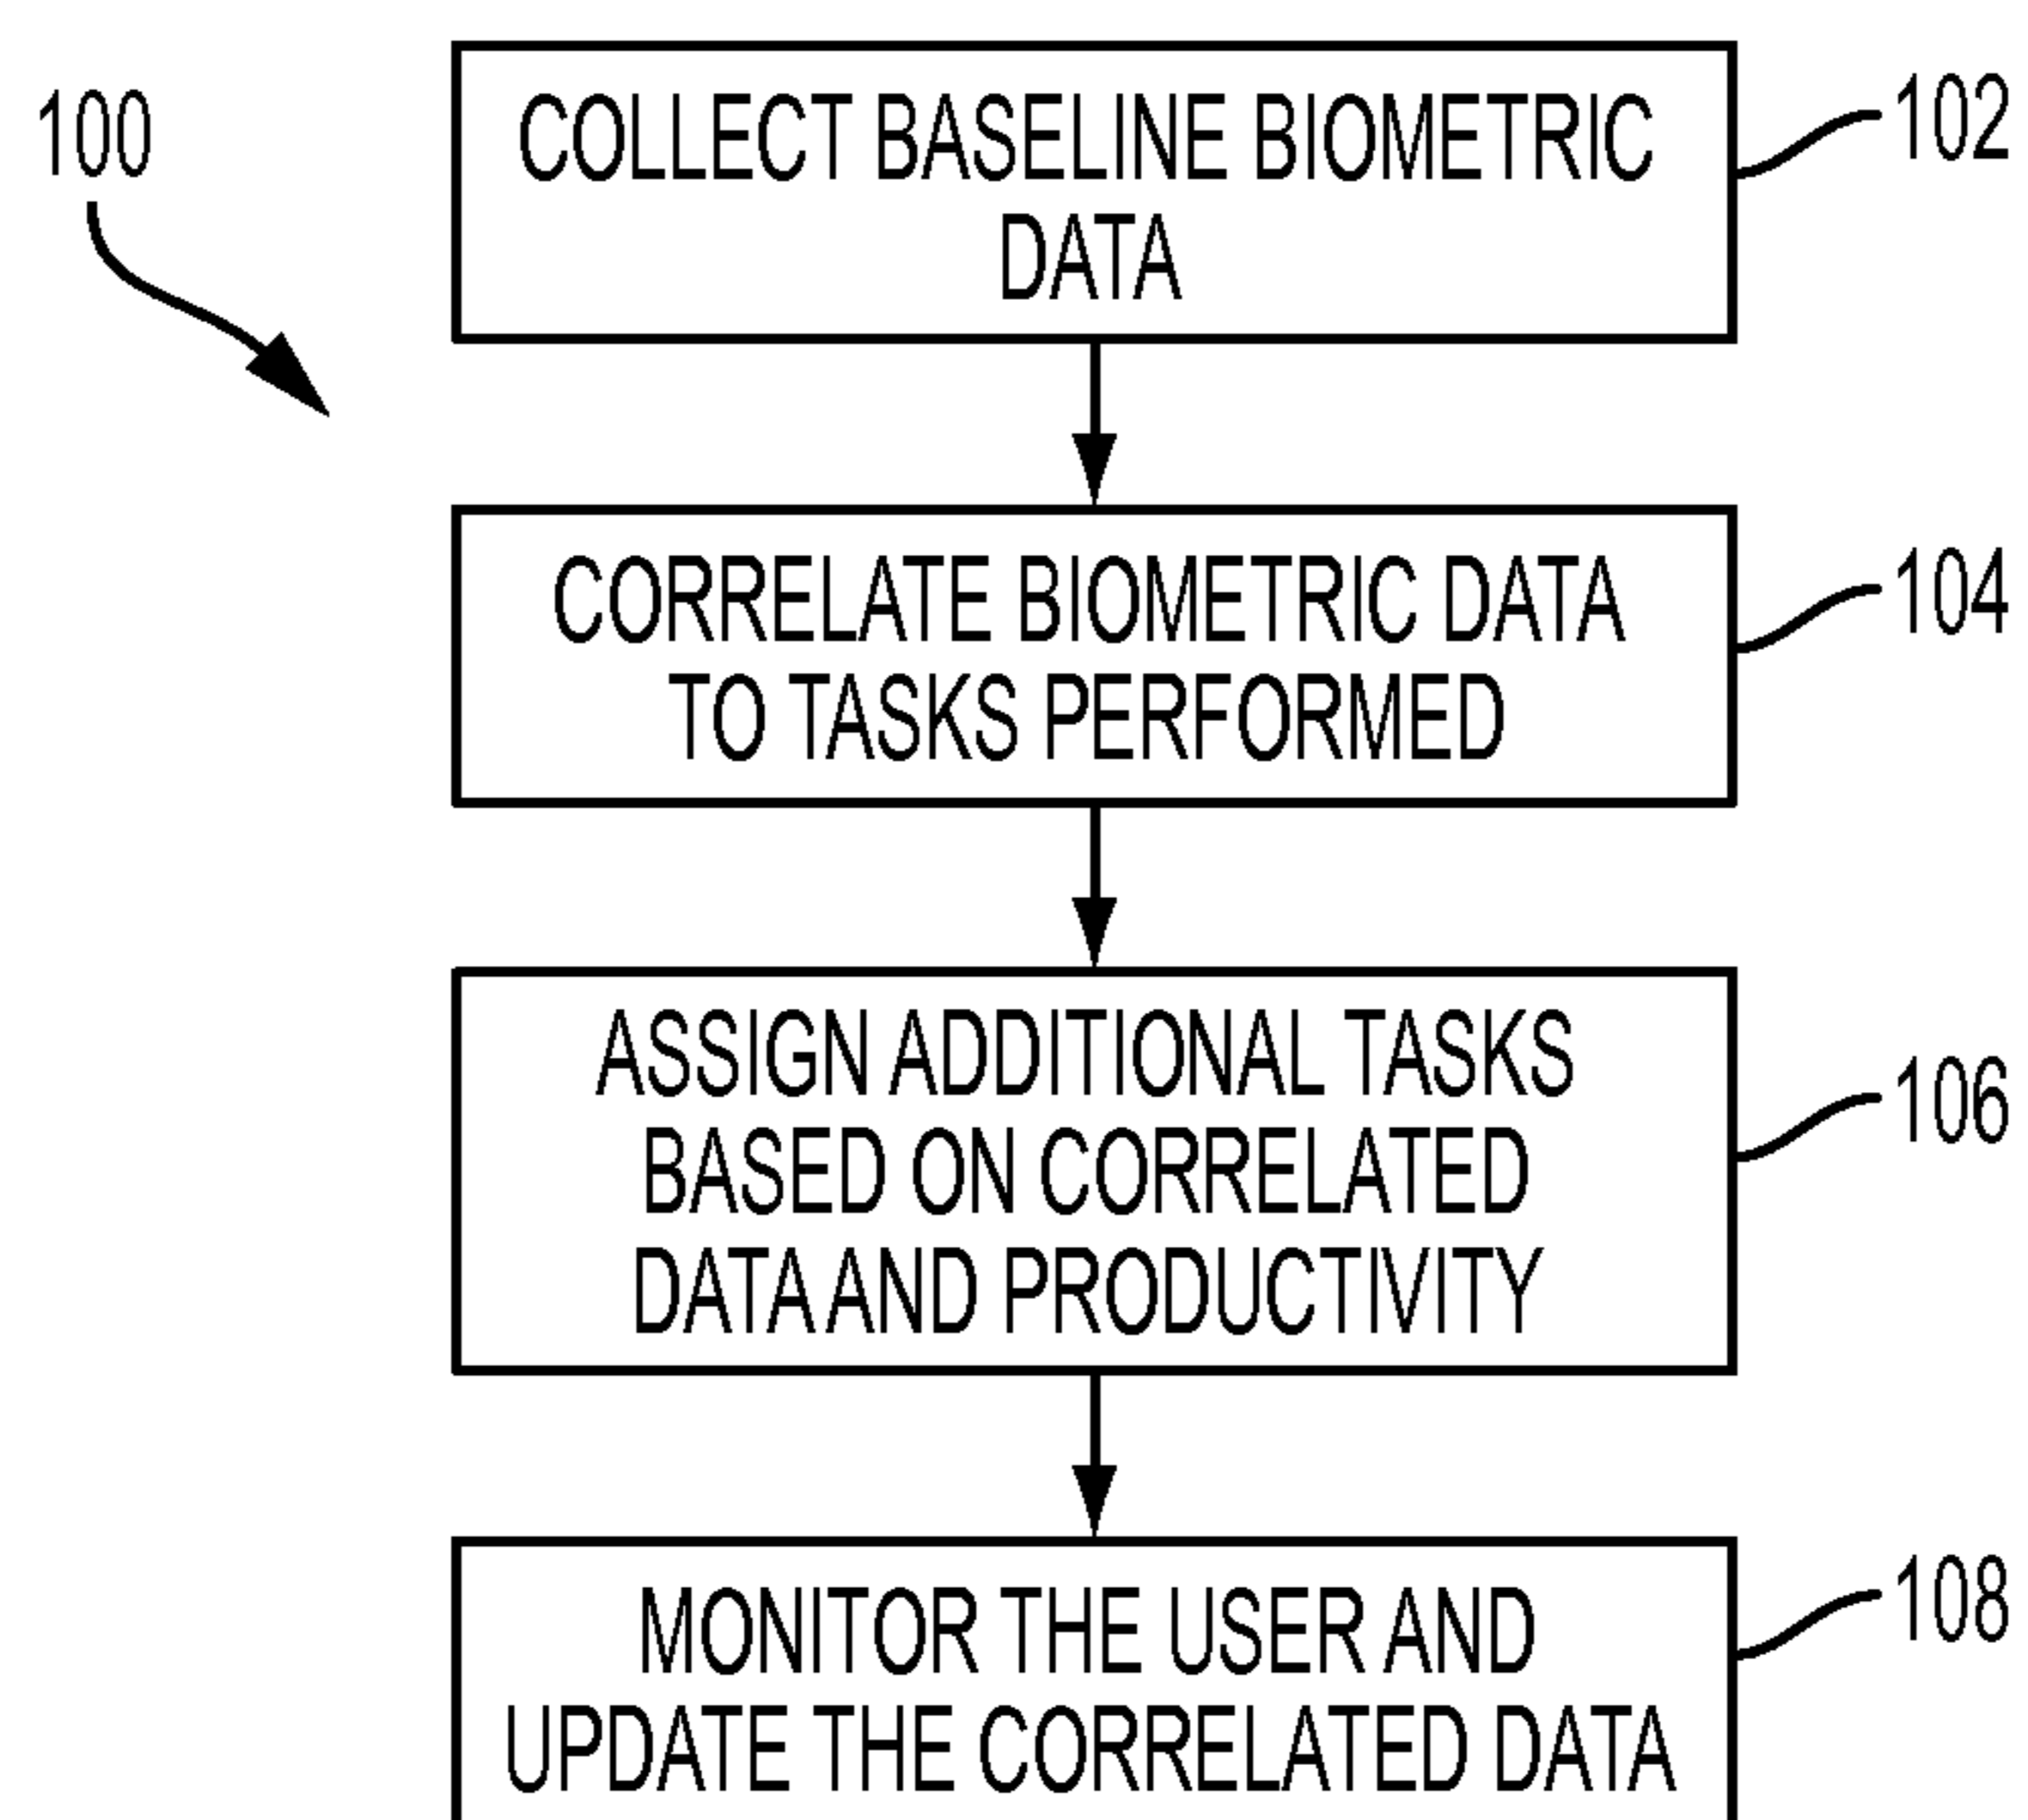 100
COLLECT BASELINE BIOMETRIC
DATA
102
CORRELATE BIOMETRIC DATA
TO TASKS PERFORMED
104
ASSIGN ADDITIONAL TASKS
BASED ON CORRELATED
DATA AND PRODUCTIVITY
106
MONITOR THE USER AND
UPDATE THE CORRELATED DATA
108